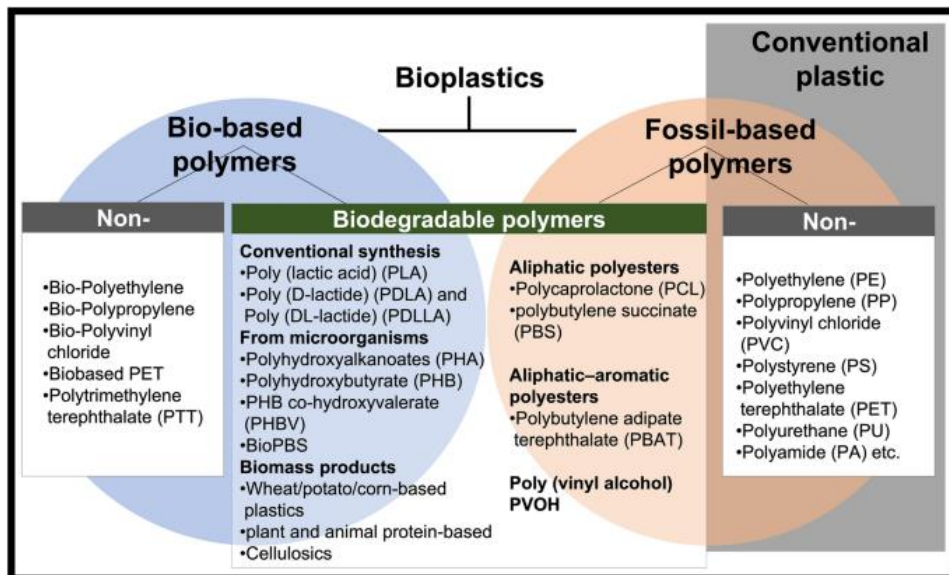 Conventional
plastic
Bioplastics
Bio-based
polymers
Fossil-based
polymers
Non-
•Bio-Polyethylene
•Bio-Polypropylene
•Bio-Polyvinyl
chloride
•Biobased PET
•Polytrimethylene
terephthalate (PTT)
Biodegradable polymers
Conventional synthesis
•Poly (lactic acid) (PLA)
•Poly (D-lactide) (PDLA) and
Poly (DL-lactide) (PDLLA)
From microorganisms
•Polyhydroxyalkanoates (PHA)
•Polyhydroxybutyrate (PHB)
•PHB co-hydroxyvalerate
(PHBV)
•BioPBS
Biomass products
•Wheat/potato/corn-based
plastics
•plant and animal protein-based
•Cellulosics
Aliphatic polyesters
•Polycaprolactone (PCL)
•polybutylene succinate
(PBS)
Aliphatic–aromatic
polyesters
•Polybutylene adipate
terephthalate (PBAT)
Poly (vinyl alcohol)
PVOH
Non-
•Polyethylene (PE)
•Polypropylene (PP)
•Polyvinyl chloride
(PVC)
•Polystyrene (PS)
•Polyethylene
terephthalate (PET)
•Polyurethane (PU)
•Polyamide (PA) etc.